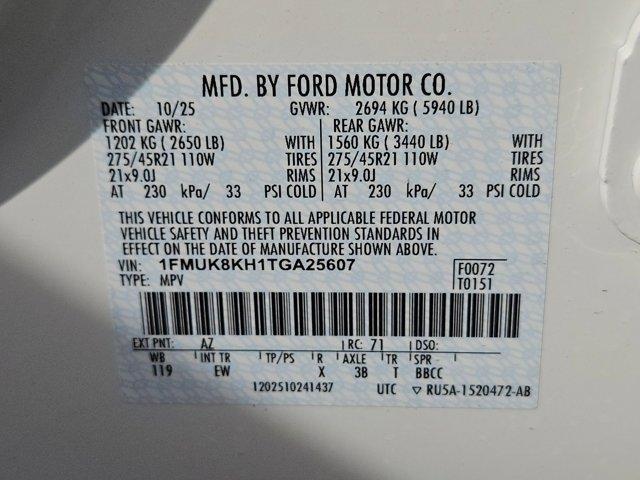 MFD. BY FORD MOTOR CO.
DATE: 10/25 GVWR: 2694 KG ( 5940 LB)
FRONT GAWR: REAR GAWR:
1202 KG ( 2650 LB) WITH 1560 KG ( 3440 LB) WITH
275/45R21 110W TIRES 275/45R21 110W TIRES
21x9.0J RIMS 21x9.0J RIMS
AT 230 kPa/ 33 PSI COLD AT 230 kPa/ 33 PSI COLD
THIS VEHICLE CONFORMS TO ALL APPLICABLE FEDERAL MOTOR
VEHICLE SAFETY AND THEFT PREVENTION STANDARDS IN
EFFECT ON THE DATE OF MANUFACTURE SHOWN ABOVE.
VIN: 1FMUK8KH1TGA25607 F0072
TYPE: MPV T0151
EXT PNT: AZ RC: 71 DSO:
WB INT TR TP/PS R AXLE TR SPR
119 EW X 3B T BBCC
1202510241437 UTC ▽ RU5A-1520472-AB